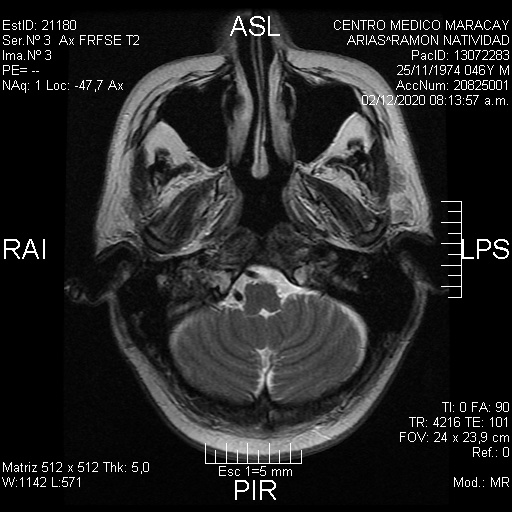 EstID: 21180
Ser.Nº 3 Ax FRFSE T2
Ima.Nº 3
PE= --
NAq: 1 Loc: -47,7 Ax
ASL
CENTRO MEDICO MARACAY
ARIAS^RAMON NATIVIDAD
PacID: 13072283
25/11/1974 046Y M
AccNum: 20825001
02/12/2020 08:13:57 a.m.
RAI
LPS
TI: 0 FA: 90
TR: 4216 TE: 101
FOV: 24 x 23,9 cm
Ref.: 0
Matriz 512 x 512 Thk: 5,0
W:1142 L:571
Esc 1=5 mm
PIR
Mod.: MR